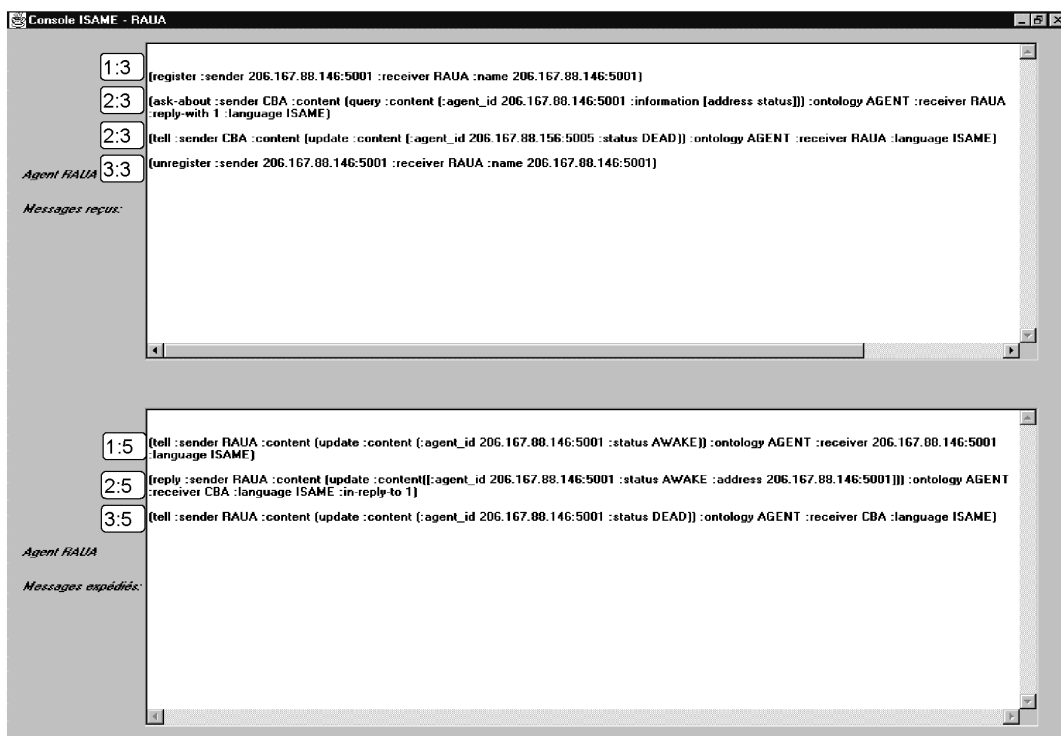 Console ISAME - RAUA
1:3
(register :sender 206.167.88.146:5001 :receiver RAUA :name 206.167.88.146:5001)
2:3
(ask-about :sender CBA :content (query :content (:agent_id 206.167.88.146:5001 :information [address status])) :ontology AGENT :receiver RAUA
:reply-with 1 :language ISAME)
2:3
(tell :sender CBA :content (update :content (:agent_id 206.167.88.156:5005 :status DEAD)) :ontology AGENT :receiver RAUA :language ISAME)
3:3
(unregister :sender 206.167.88.146:5001 :receiver RAUA :name 206.167.88.146:5001)
Agent RAUA
Messages reçus:
1:5
(tell :sender RAUA :content (update :content (:agent_id 206.167.88.146:5001 :status AWAKE)) :ontology AGENT :receiver 206.167.88.146:5001
:language ISAME)
2:5
(reply :sender RAUA :content (update :content([:agent_id 206.167.88.146:5001 :status AWAKE :address 206.167.88.146:5001])) :ontology AGENT
:receiver CBA :language ISAME :in-reply-to 1)
3:5
(tell :sender RAUA :content (update :content (:agent_id 206.167.88.146:5001 :status DEAD)) :ontology AGENT :receiver CBA :language ISAME)
Agent RAUA
Messages expédiés: